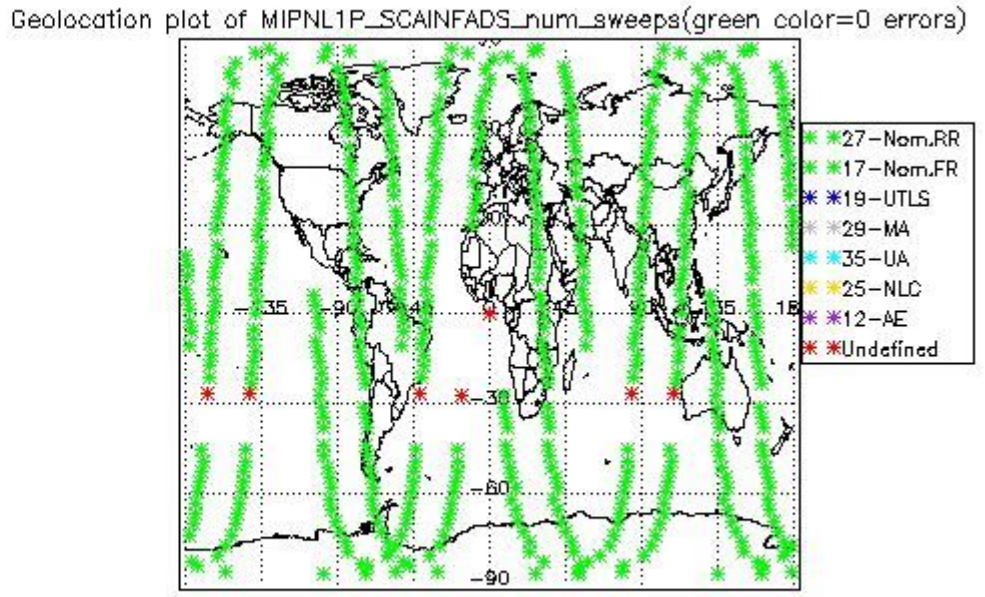 Geolocation plot of MIPNL1P_SCAINFADS_num_sweeps(green color=0 errors)
27-Nom.RR
17-Nom.FR
19-UTLS
29-MA
35-UA
25-NLC
12-AE
Undefined
-30
-60
-90